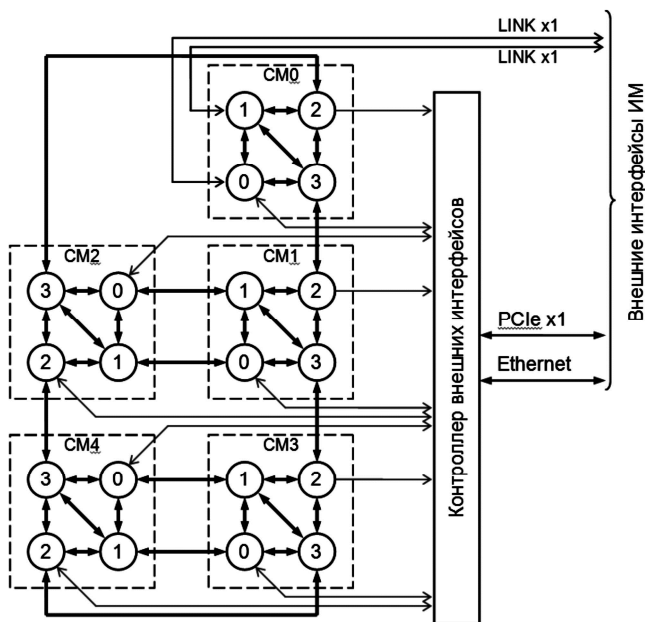 LINK x1
LINK x1
CM0
1 2
0 3
CM2
CM1
3 0 1 2
2 1 0 3
CM4
CM3
3 0 1 2
2 1 0 3
Контроллер внешних интерфейсов
PCIe x1
Ethernet
Внешние интерфейсы ИМ